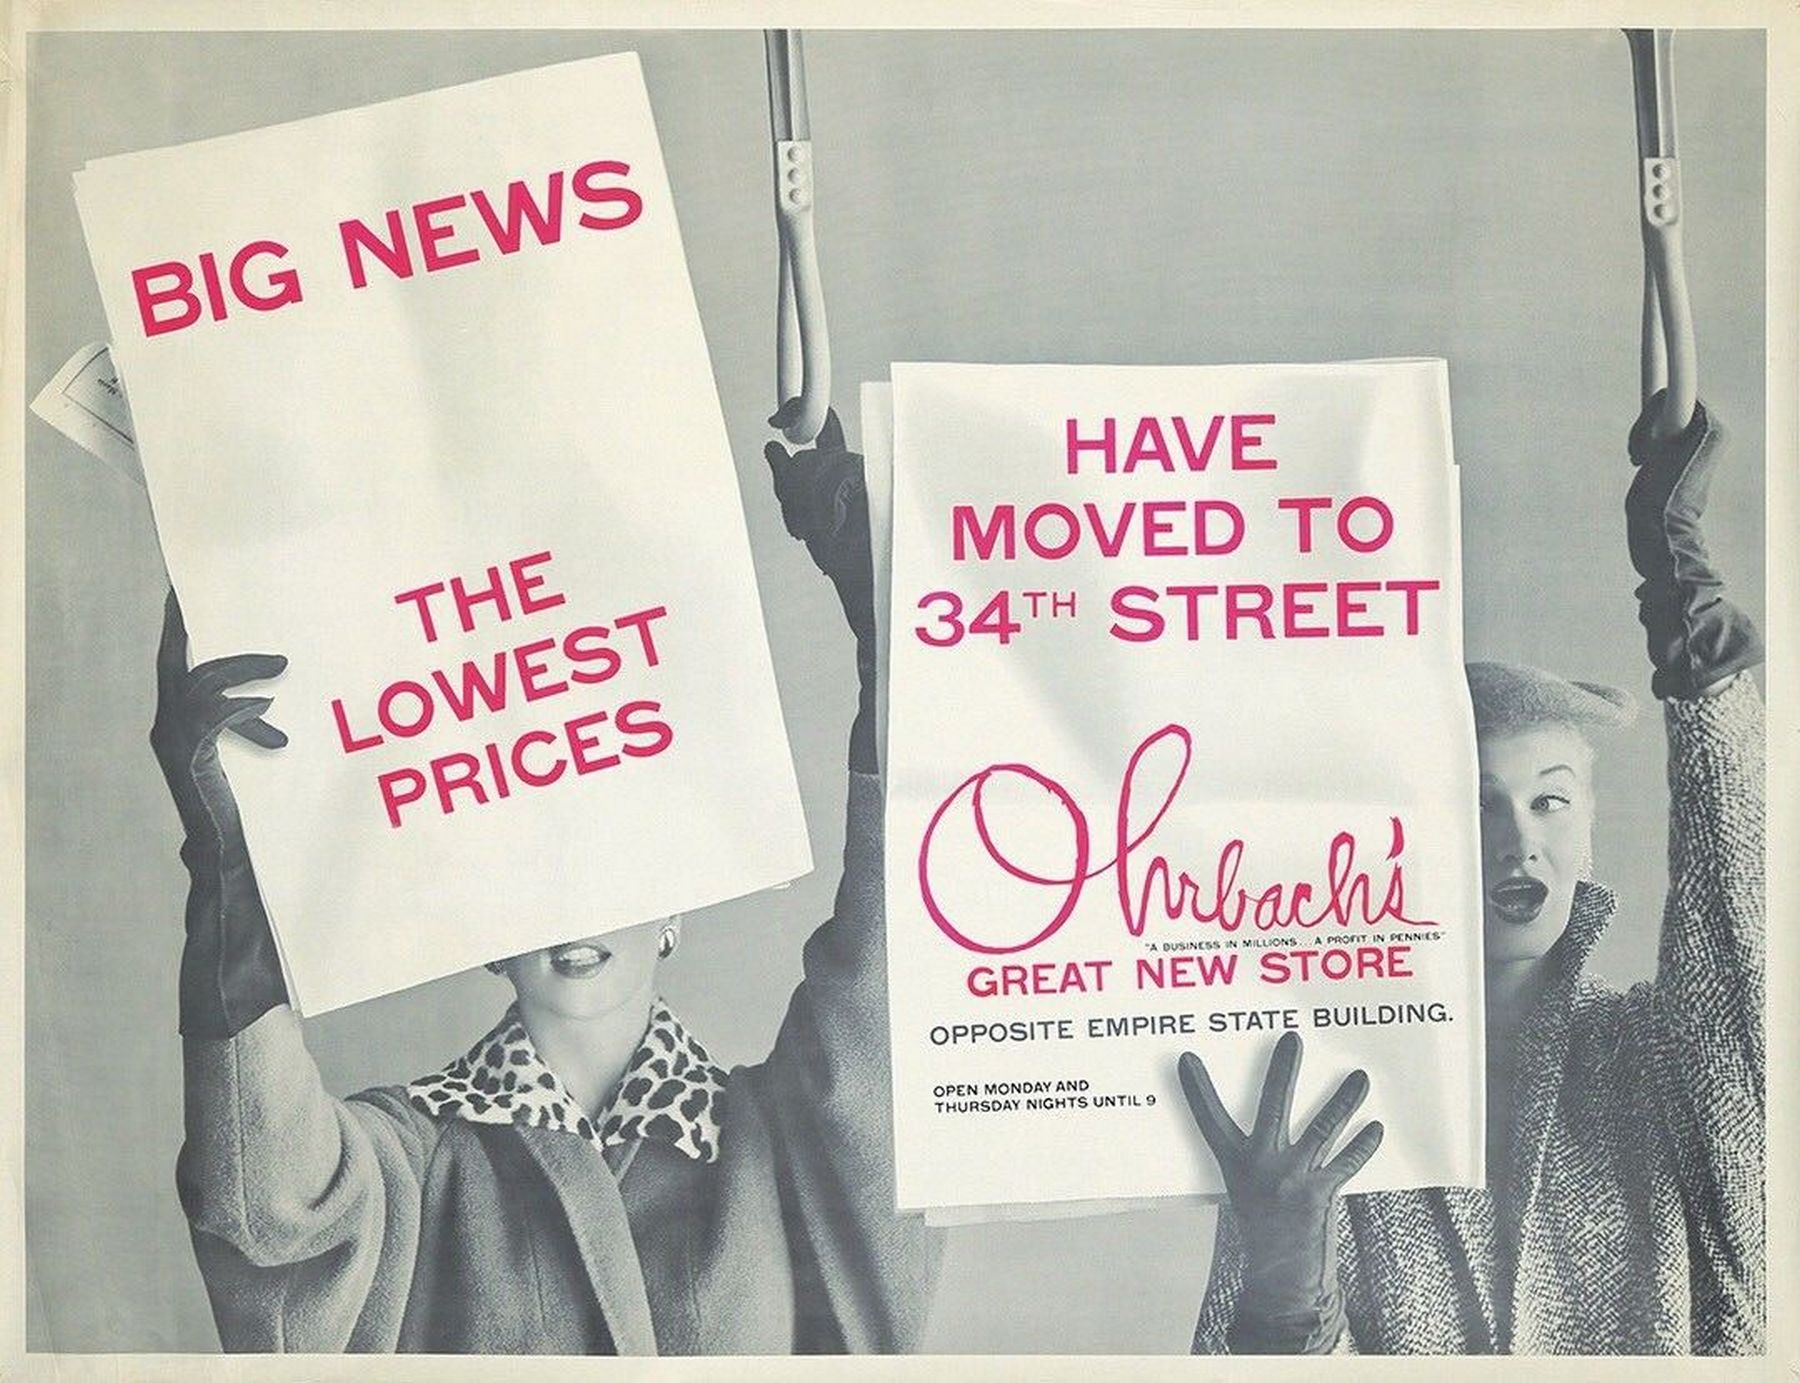 BIG NEWS
THE
LOWEST
PRICES
HAVE
MOVED TO
34TH STREET
Ohrbach's
"A BUSINESS IN MILLIONS...A PROFIT IN PENNIES"
GREAT NEW STORE
OPPOSITE EMPIRE STATE BUILDING.
OPEN MONDAY AND
THURSDAY NIGHTS UNTIL 9